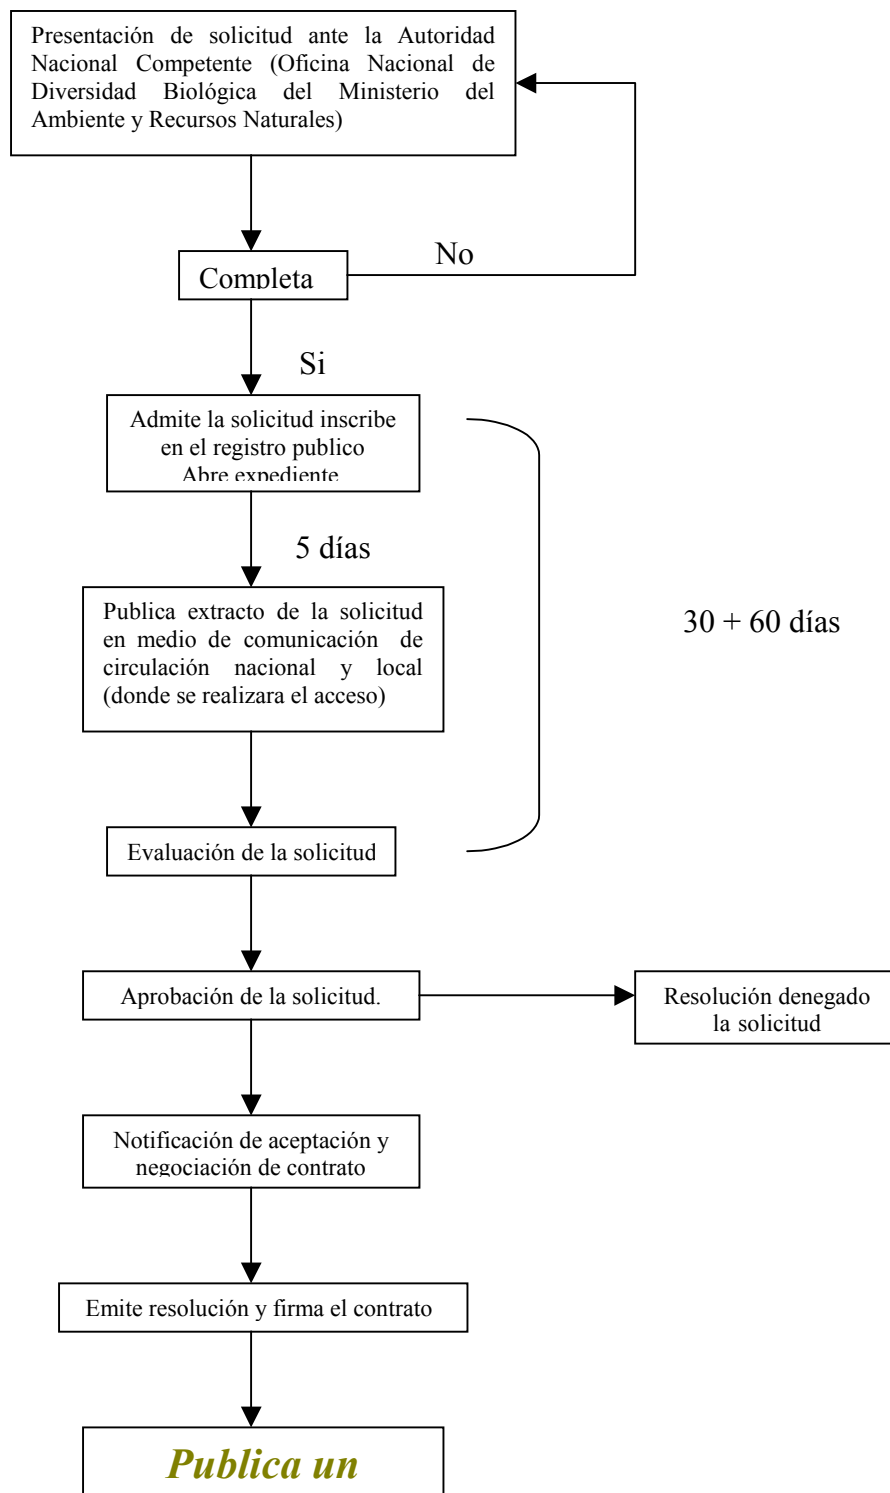 Presentación de solicitud ante la Autoridad
Nacional Competente (Oficina Nacional de
Diversidad Biológica del Ministerio del
Ambiente y Recursos Naturales)
No
Completa
Si
Admite la solicitud inscribe
en el registro publico
Abre expediente
5 días
Publica extracto de la solicitud
en medio de comunicación de
circulación nacional y local
(donde se realizara el acceso)
30 + 60 días
Evaluación de la solicitud
Aprobación de la solicitud.
Resolución denegado
la solicitud
Notificación de aceptación y
negociación de contrato
Emite resolución y firma el contrato
Publica un